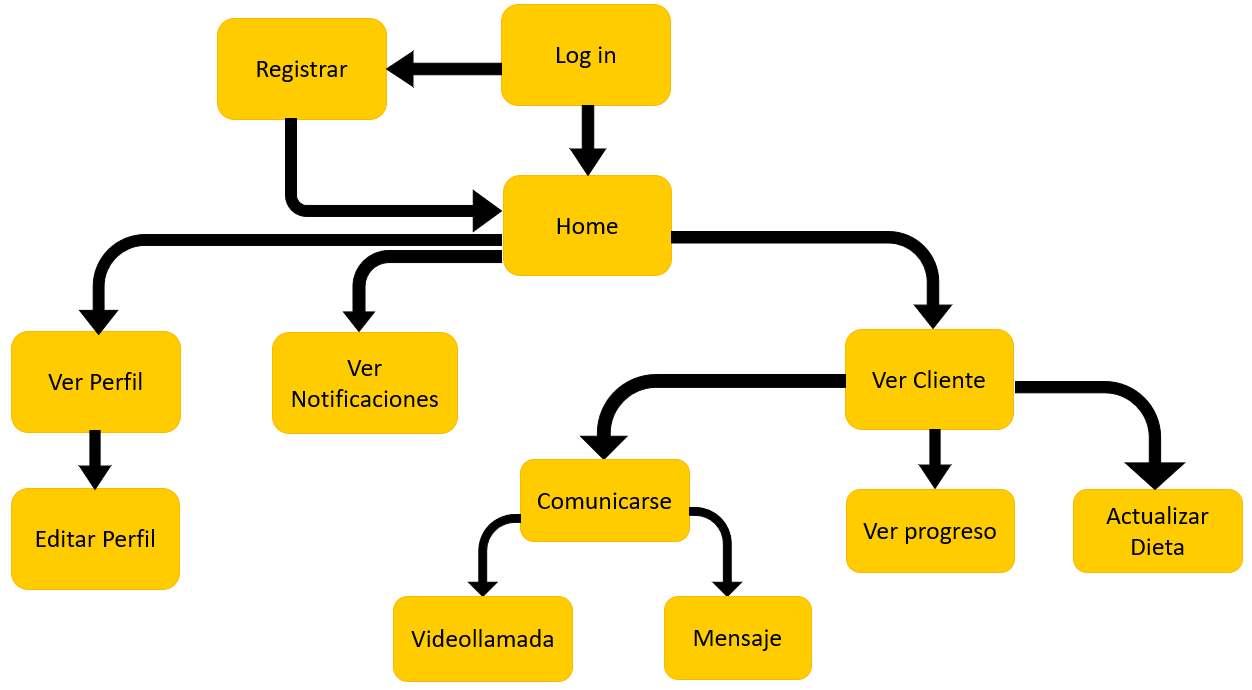 Log in
Registrar
Home
Ver Perfil
Ver
Notificaciones
Ver Cliente
Editar Perfil
Comunicarse
Ver progreso
Actualizar
Dieta
Videollamada
Mensaje